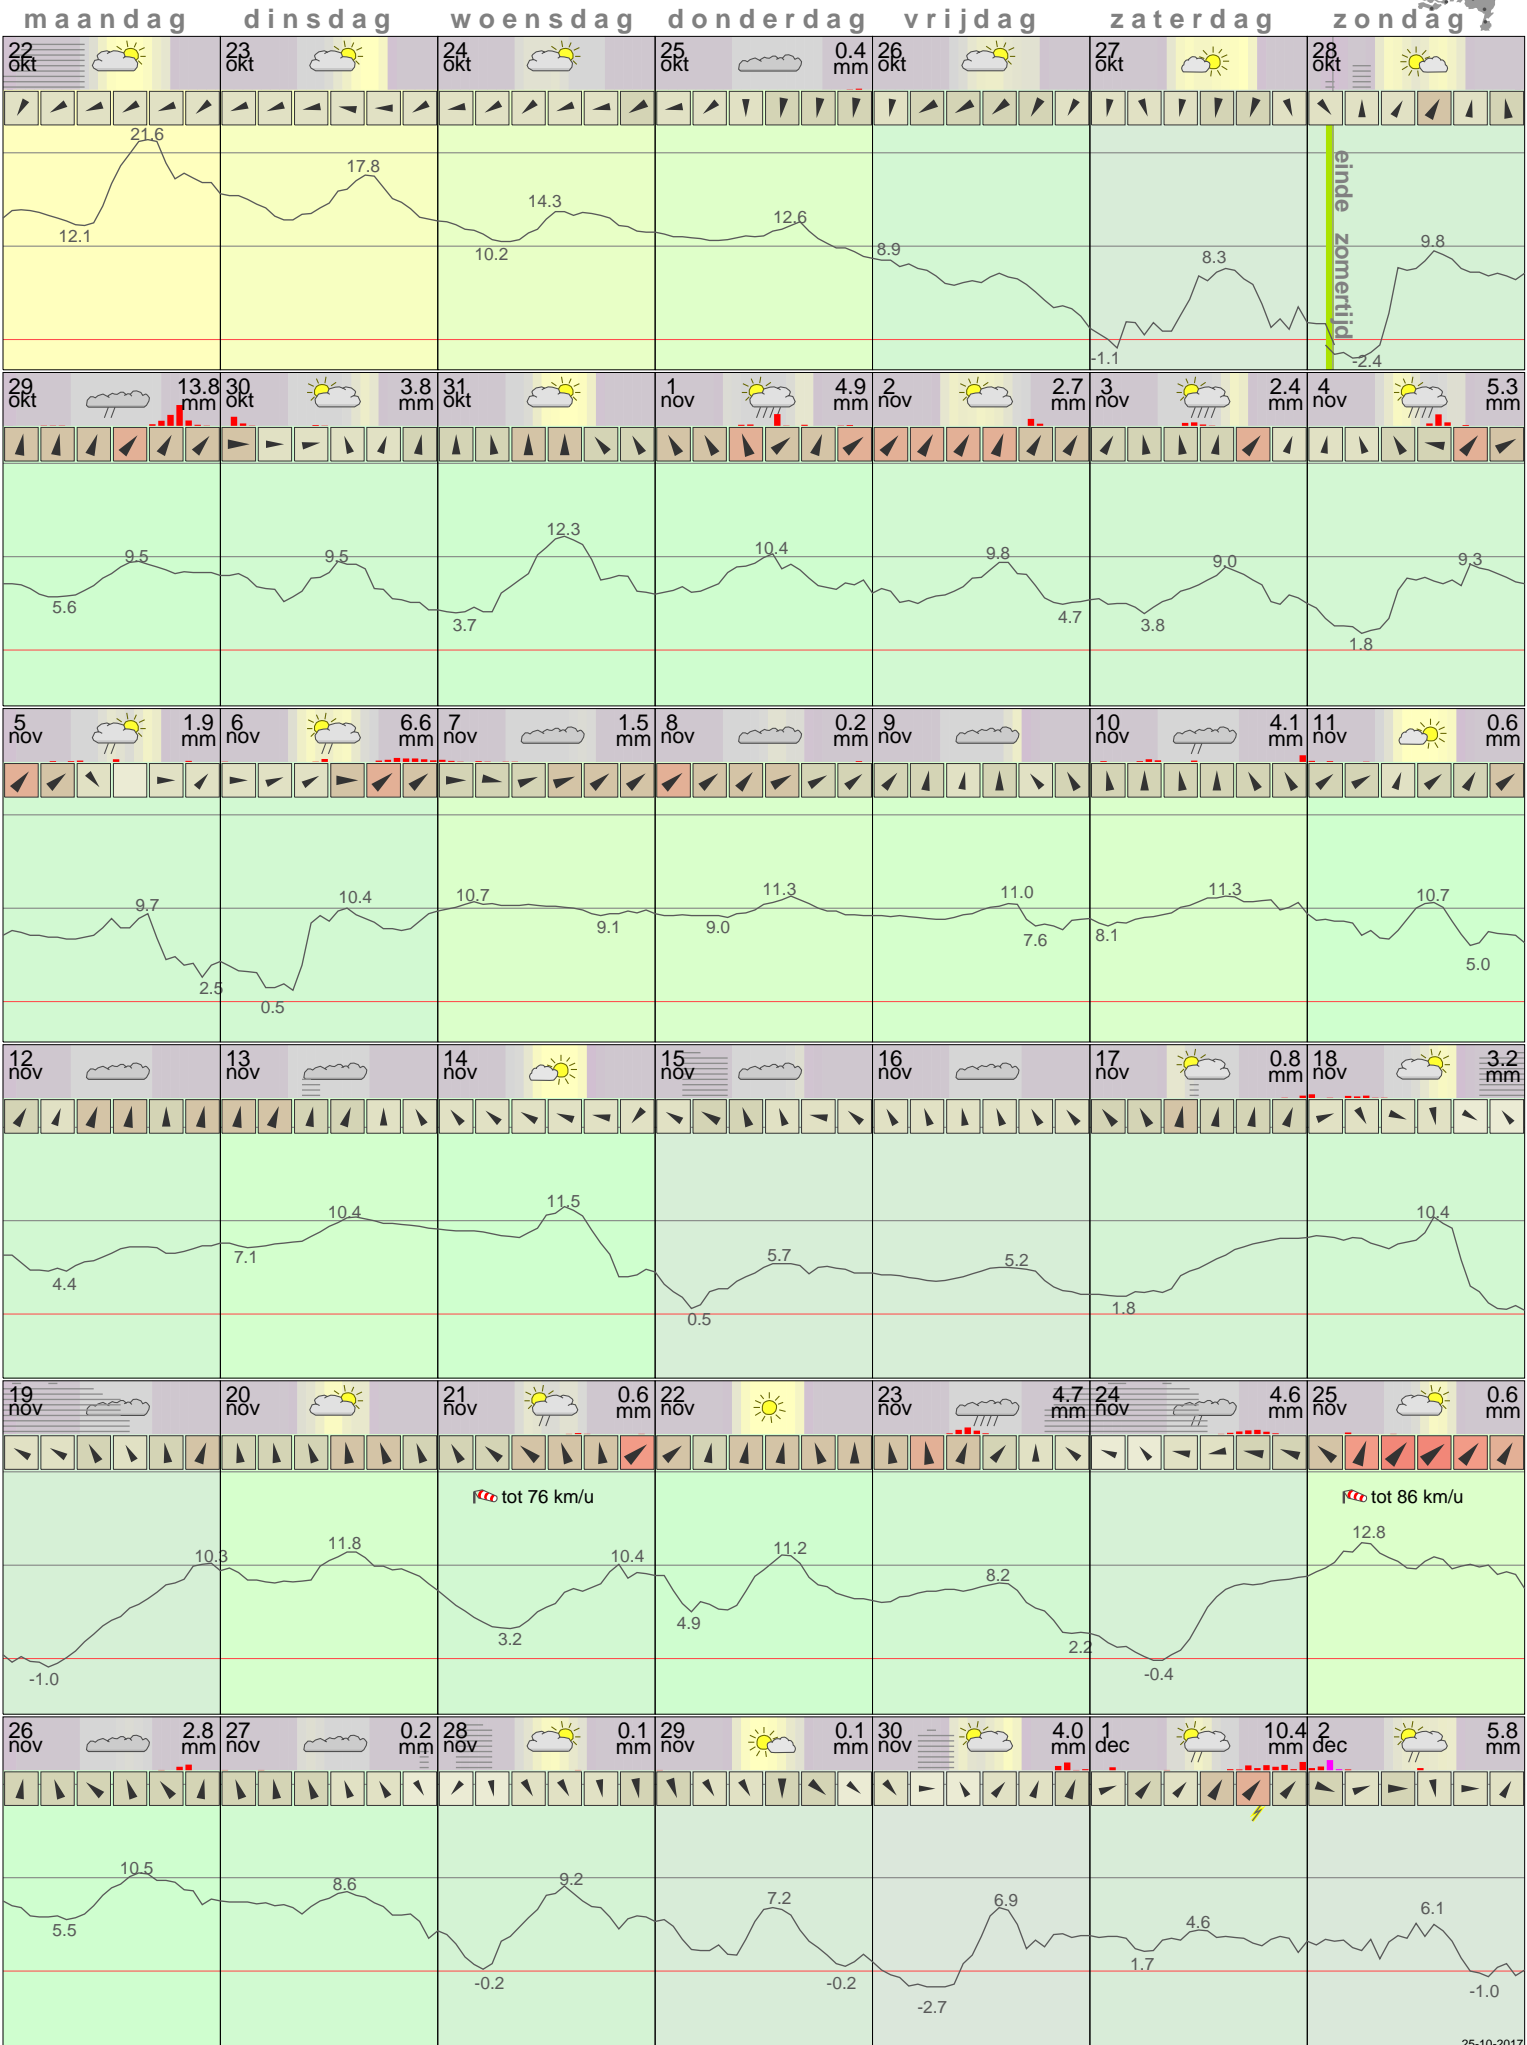 maandag dinsdag woensdag donderdag vrijdag zaterdag zondag
22 23 24 25 0.4 26 27 28
okt okt okt okt mm okt okt okt
21.6
17.8
14.3
12.6
12.1
10.2
8.9
8.3
-1.1
einde zomertijd
9.8
-2.4
29 13.8 30 3.8 31 1 4.9 2 2.7 3 2.4 4 5.3
okt mm okt mm okt nov mm nov mm nov mm nov mm
12.3
9.5 9.5 10.4 9.8 9.0 9.3
5.6 3.7 4.7 3.8 1.8
5 1.9 6 6.6 7 1.5 8 0.2 9 10 4.1 11 0.6
nov mm nov mm nov mm nov mm nov nov mm nov mm
9.7 10.4 10.7 11.3 11.0 11.3 10.7
2.5 0.5 9.1 9.0 7.6 8.1 5.0
12 13 14 15 16 17 0.8 18 3.2
nov nov nov nov nov nov mm nov mm
10.4 11.5 5.7 5.2 10.4
4.4 7.1 0.5 1.8
19 20 21 0.6 22 23 4.7 24 4.6 25 0.6
nov nov nov mm nov nov mm nov mm nov mm
tot 76 km/u tot 86 km/u
10.3 11.8 10.4 11.2 8.2 12.8
-1.0 3.2 4.9 2.2 -0.4
26 2.8 27 0.2 28 0.1 29 0.1 30 4.0 1 10.4 2 5.8
nov mm nov mm nov mm nov mm nov mm dec mm dec mm
10.5 8.6 9.2 7.2 6.9 4.6 6.1
5.5 -0.2 -0.2 -2.7 1.7 -1.0
25-10-2017